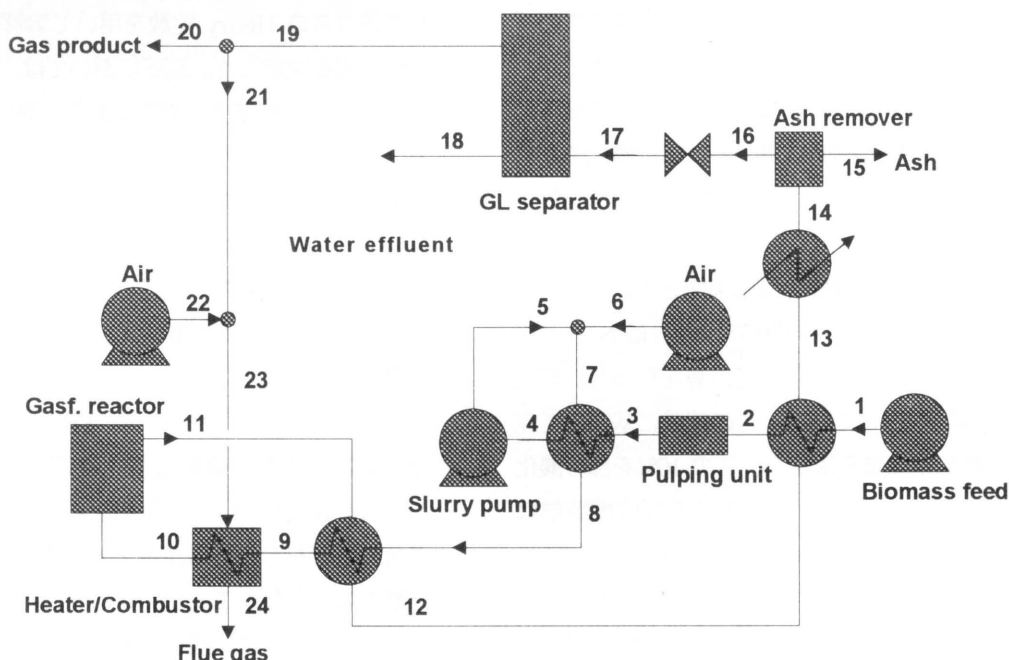 20 19
Gas product
21
Ash remover
18 17 16
15 Ash
GL separator
14
Water effluent
Air Air
22 5 6
13
7
23
Gasf. reactor
11 4 3 2 1
Pulping unit
Slurry pump Biomass feed
8
10 9
Heater/Combustor 24 12
Flue gas